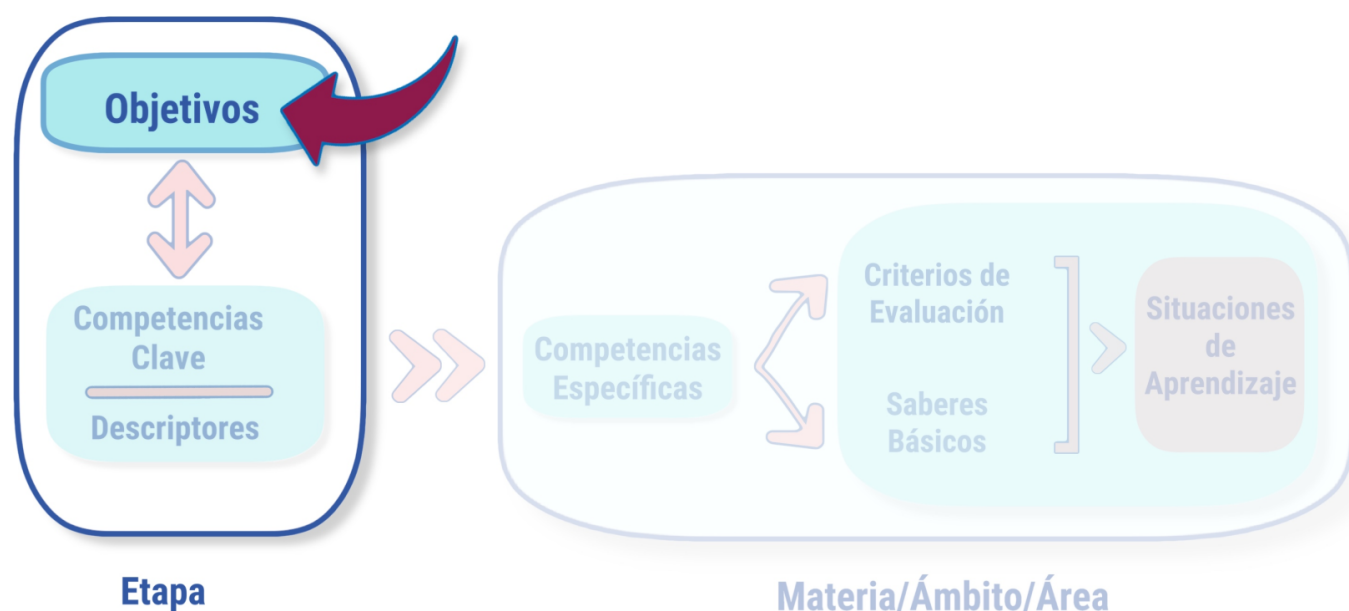 Objetivos
Competencias
Clave
Descriptores
Etapa
Competencias
Específicas
Criterios de
Evaluación
Saberes
Básicos
Situaciones
de
Aprendizaje
Materia/Ámbito/Área